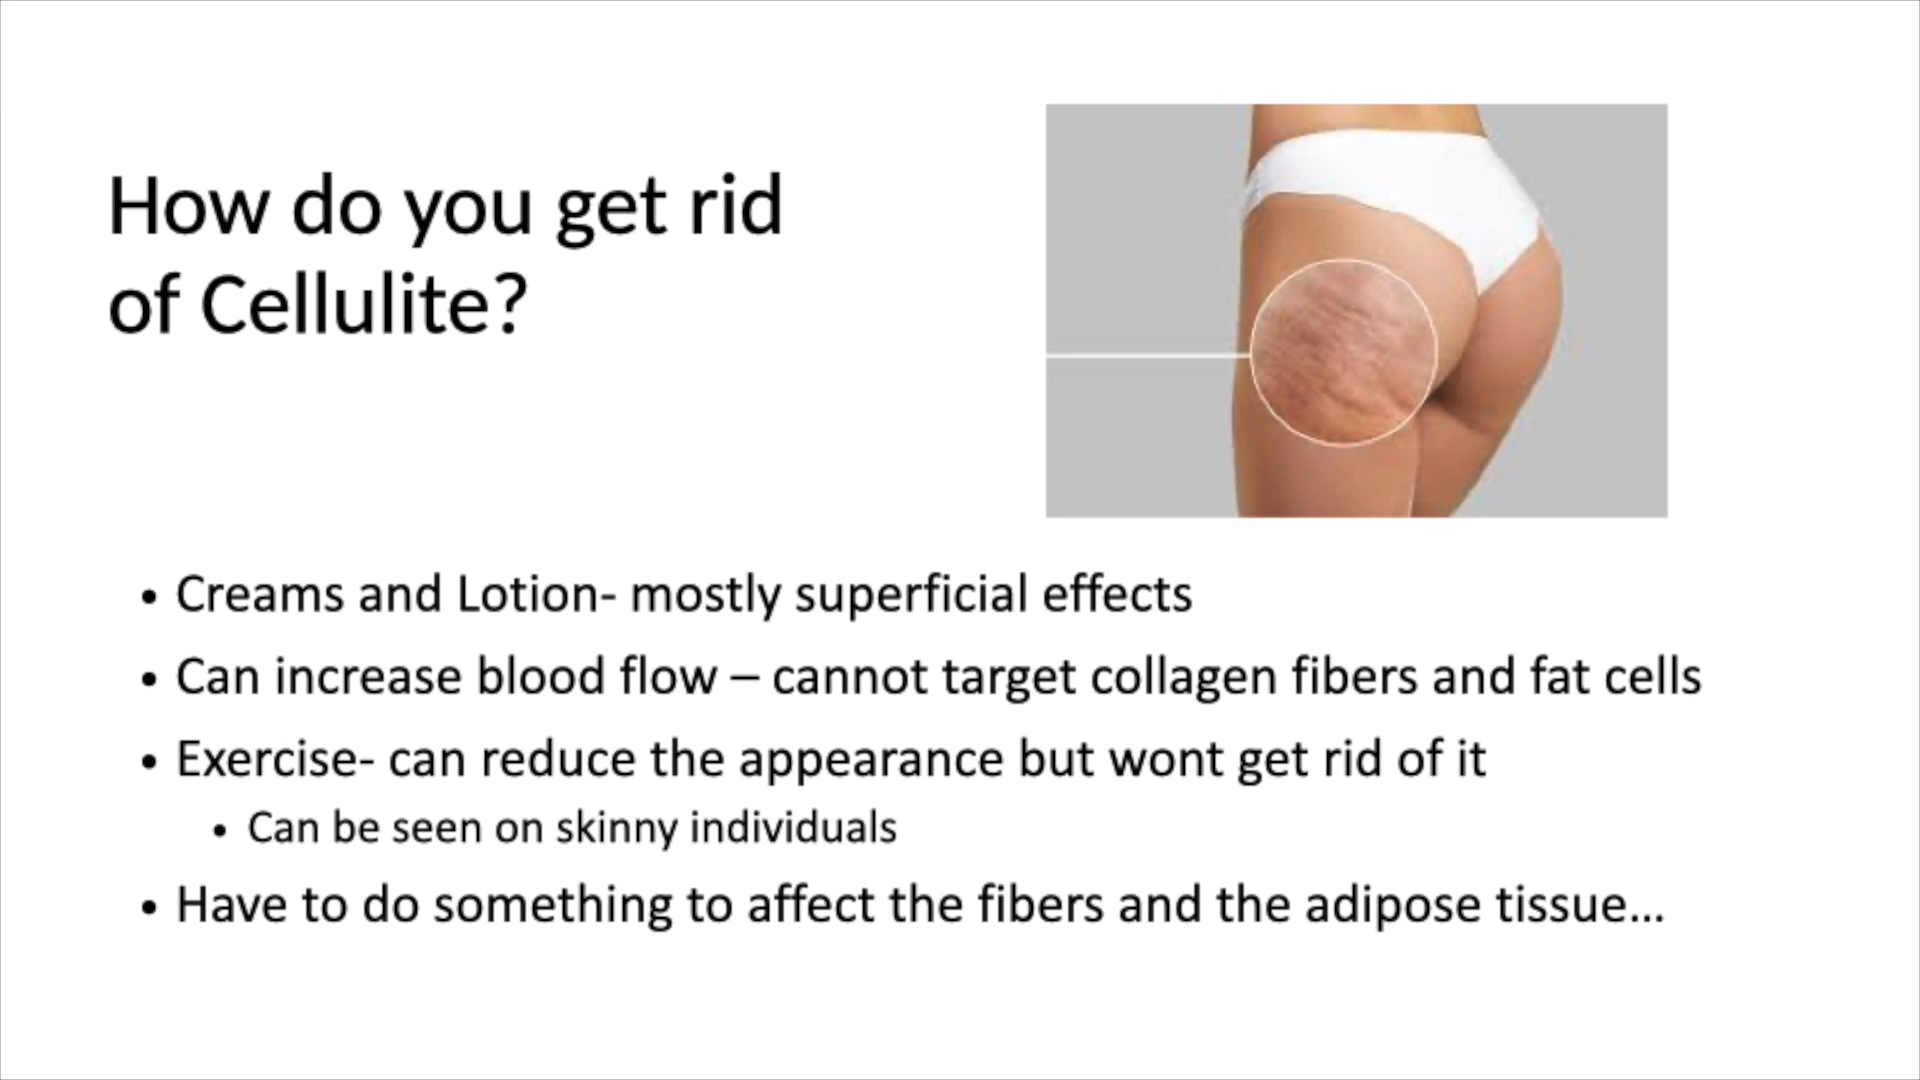 How do you get rid
of Cellulite?
• Creams and Lotion- mostly superficial effects
• Can increase blood flow – cannot target collagen fibers and fat cells
• Exercise- can reduce the appearance but wont get rid of it
• Can be seen on skinny individuals
• Have to do something to affect the fibers and the adipose tissue…